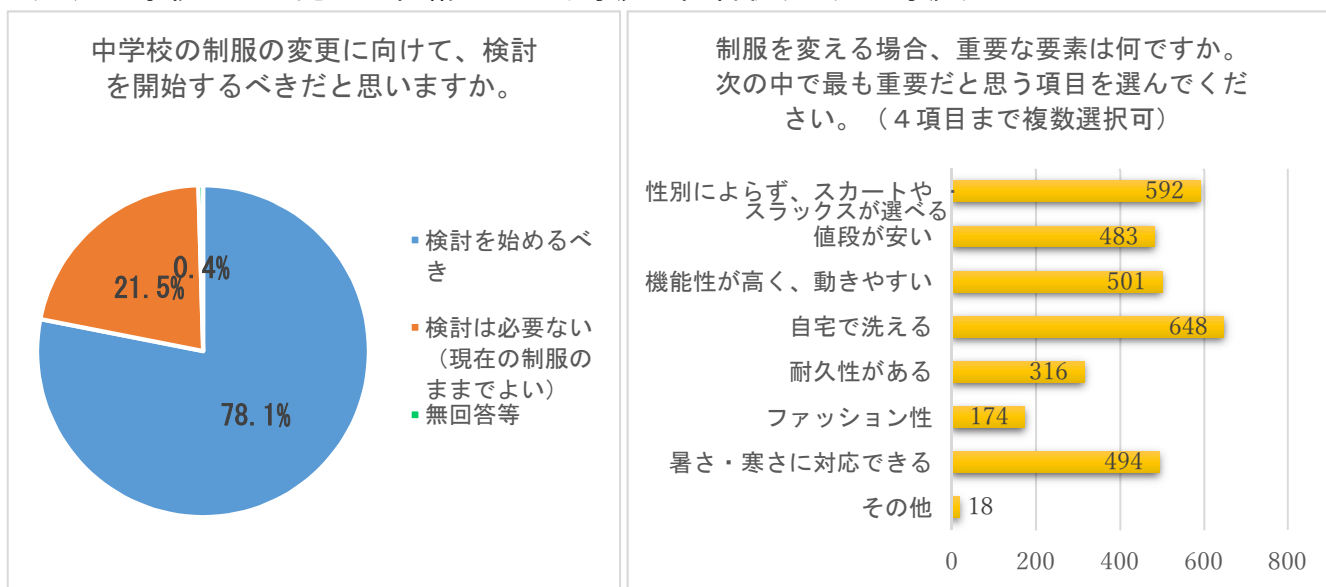 中学校の制服の変更に向けて、検討
を開始するべきだと思いますか。
78.1%
21.5%
0.4%
検討を始めるべ
き
検討は必要ない
（現在の制服の
ままでよい）
無回答等
制服を変える場合、重要な要素は何ですか。
次の中で最も重要だと思う項目を選んでくだ
さい。（４項目まで複数選択可）
性別によらず、スカートや
スラックスが選べる
592
値段が安い
483
機能性が高く、動きやすい
501
自宅で洗える
648
耐久性がある
316
ファッション性
174
暑さ・寒さに対応できる
494
その他
18
0 200 400 600 800